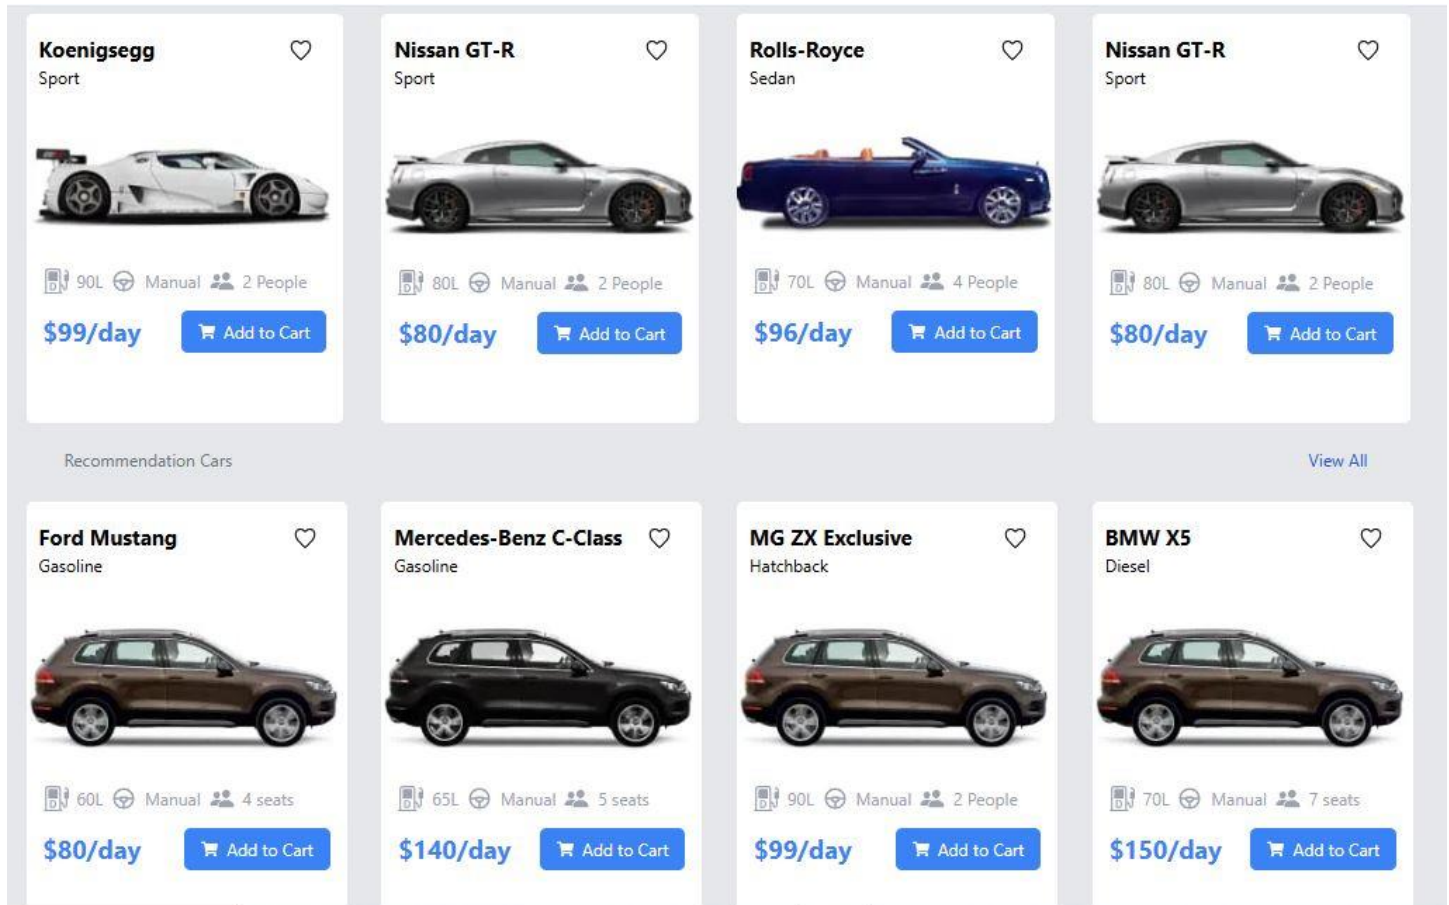 Koenigsegg
Sport
90L Manual 2 People
$99/day Add to Cart
Nissan GT-R
Sport
80L Manual 2 People
$80/day Add to Cart
Rolls-Royce
Sedan
70L Manual 4 People
$96/day Add to Cart
Nissan GT-R
Sport
80L Manual 2 People
$80/day Add to Cart
Recommendation Cars
View All
Ford Mustang
Gasoline
60L Manual 4 seats
$80/day Add to Cart
Mercedes-Benz C-Class
Gasoline
65L Manual 5 seats
$140/day Add to Cart
MG ZX Exclusive
Hatchback
90L Manual 2 People
$99/day Add to Cart
BMW X5
Diesel
70L Manual 7 seats
$150/day Add to Cart